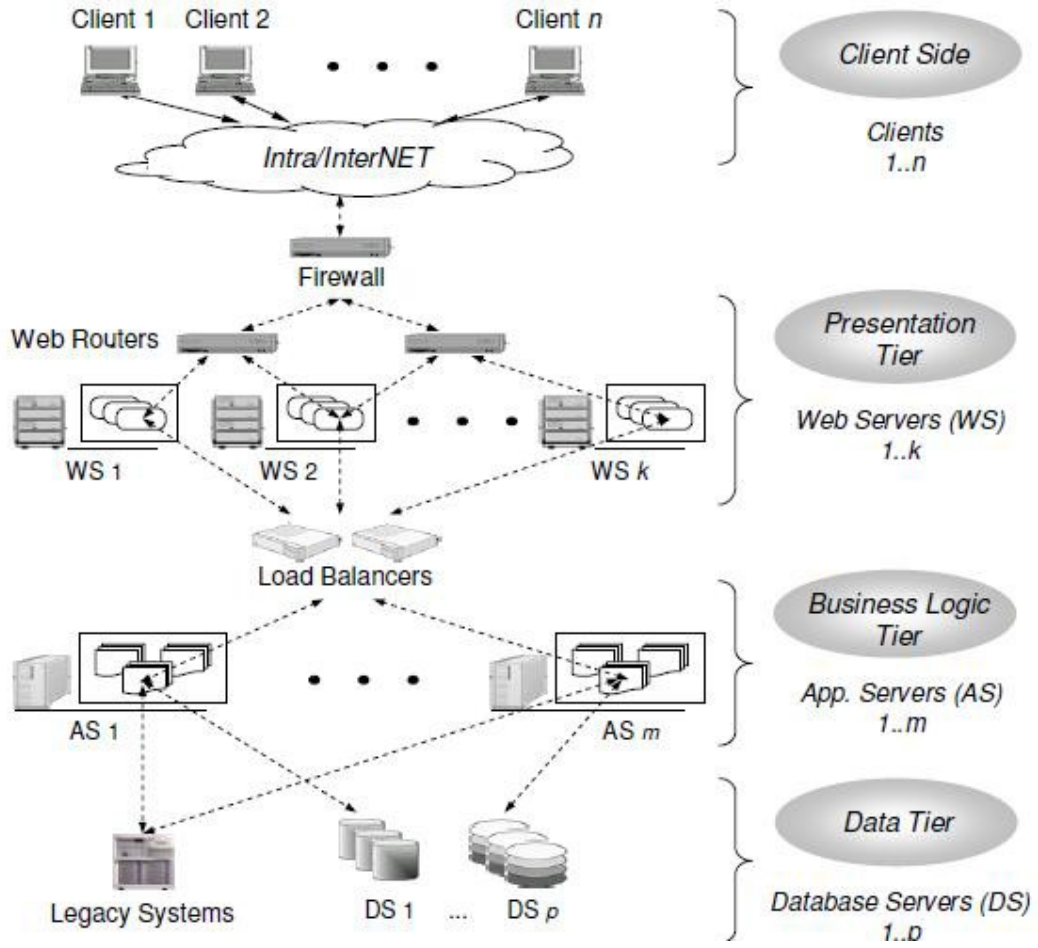 Client 1 Client 2 Client n
Client Side
Clients
1..n
Intra/InterNET
Firewall
Web Routers
Presentation
Tier
Web Servers (WS)
1..k
WS 1 WS 2 WS k
Load Balancers
Business Logic
Tier
App. Servers (AS)
1..m
AS 1 AS m
Data Tier
Database Servers (DS)
1..p
Legacy Systems DS 1 ... DS p